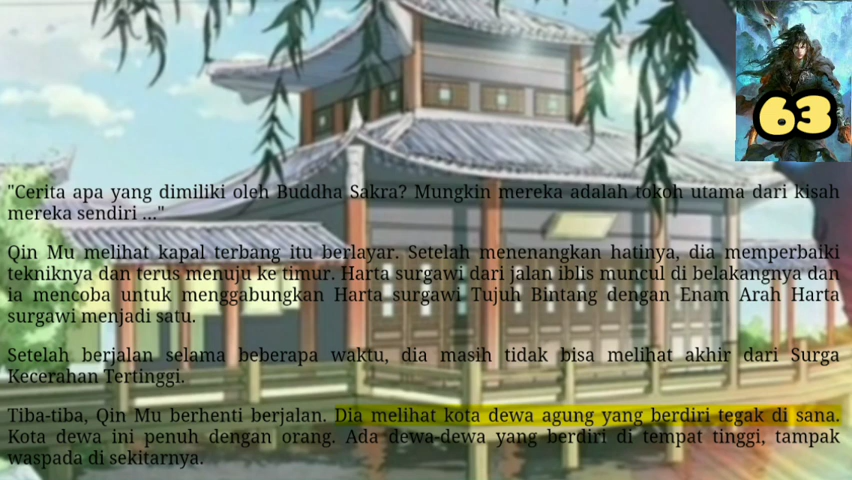 63
"Cerita apa yang dimiliki oleh Buddha Sakra? Mungkin mereka adalah tokoh utama dari kisah
mereka sendiri ..."
Qin Mu melihat kapal terbang itu berlayar. Setelah menenangkan hatinya, dia memperbaiki
tekniknya dan terus menuju ke timur. Harta surgawi dari jalan iblis muncul di belakangnya dan
ia mencoba untuk menggabungkan Harta surgawi Tujuh Bintang dengan Enam Arah Harta
surgawi menjadi satu.
Setelah berjalan selama beberapa waktu, dia masih tidak bisa melihat akhir dari Surga
Kecerahan Tertinggi.
Tiba-tiba, Qin Mu berhenti berjalan. Dia melihat kota dewa agung yang berdiri tegak di sana.
Kota dewa ini penuh dengan orang. Ada dewa-dewa yang berdiri di tempat tinggi, tampak
waspada di sekitarnya.